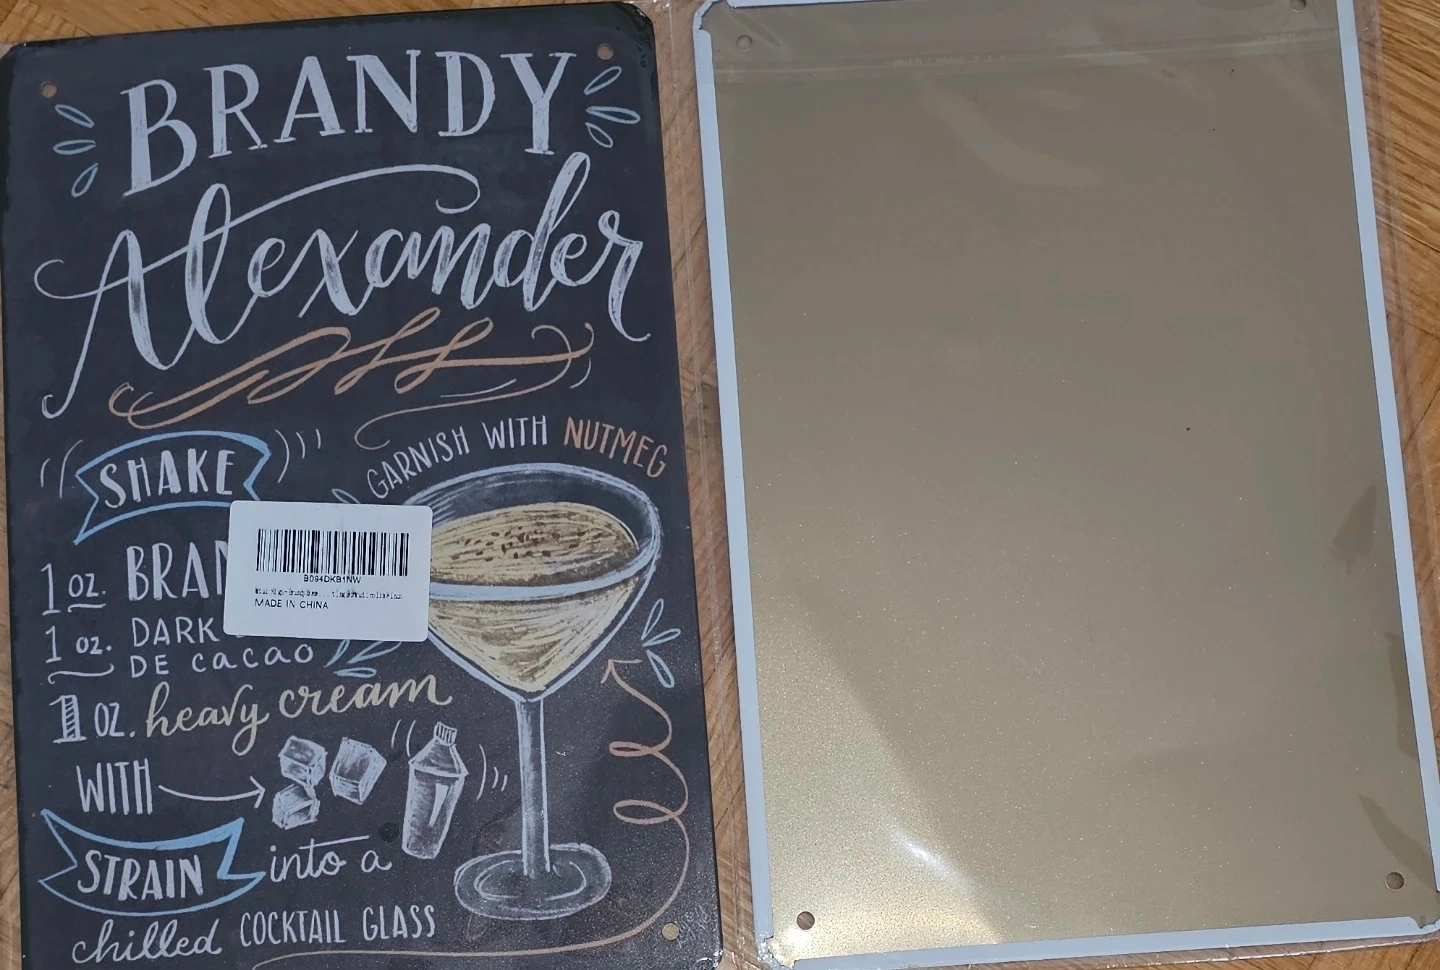 BRANDY
Alexander
GARNISH WITH NUTMEG
SHAKE
1 oz. BRAN
1 oz. DARK
DE cacao
1 OZ. heavy cream
WITH
STRAIN into a
chilled COCKTAIL GLASS
B094DKB1NW
MADE IN CHINA